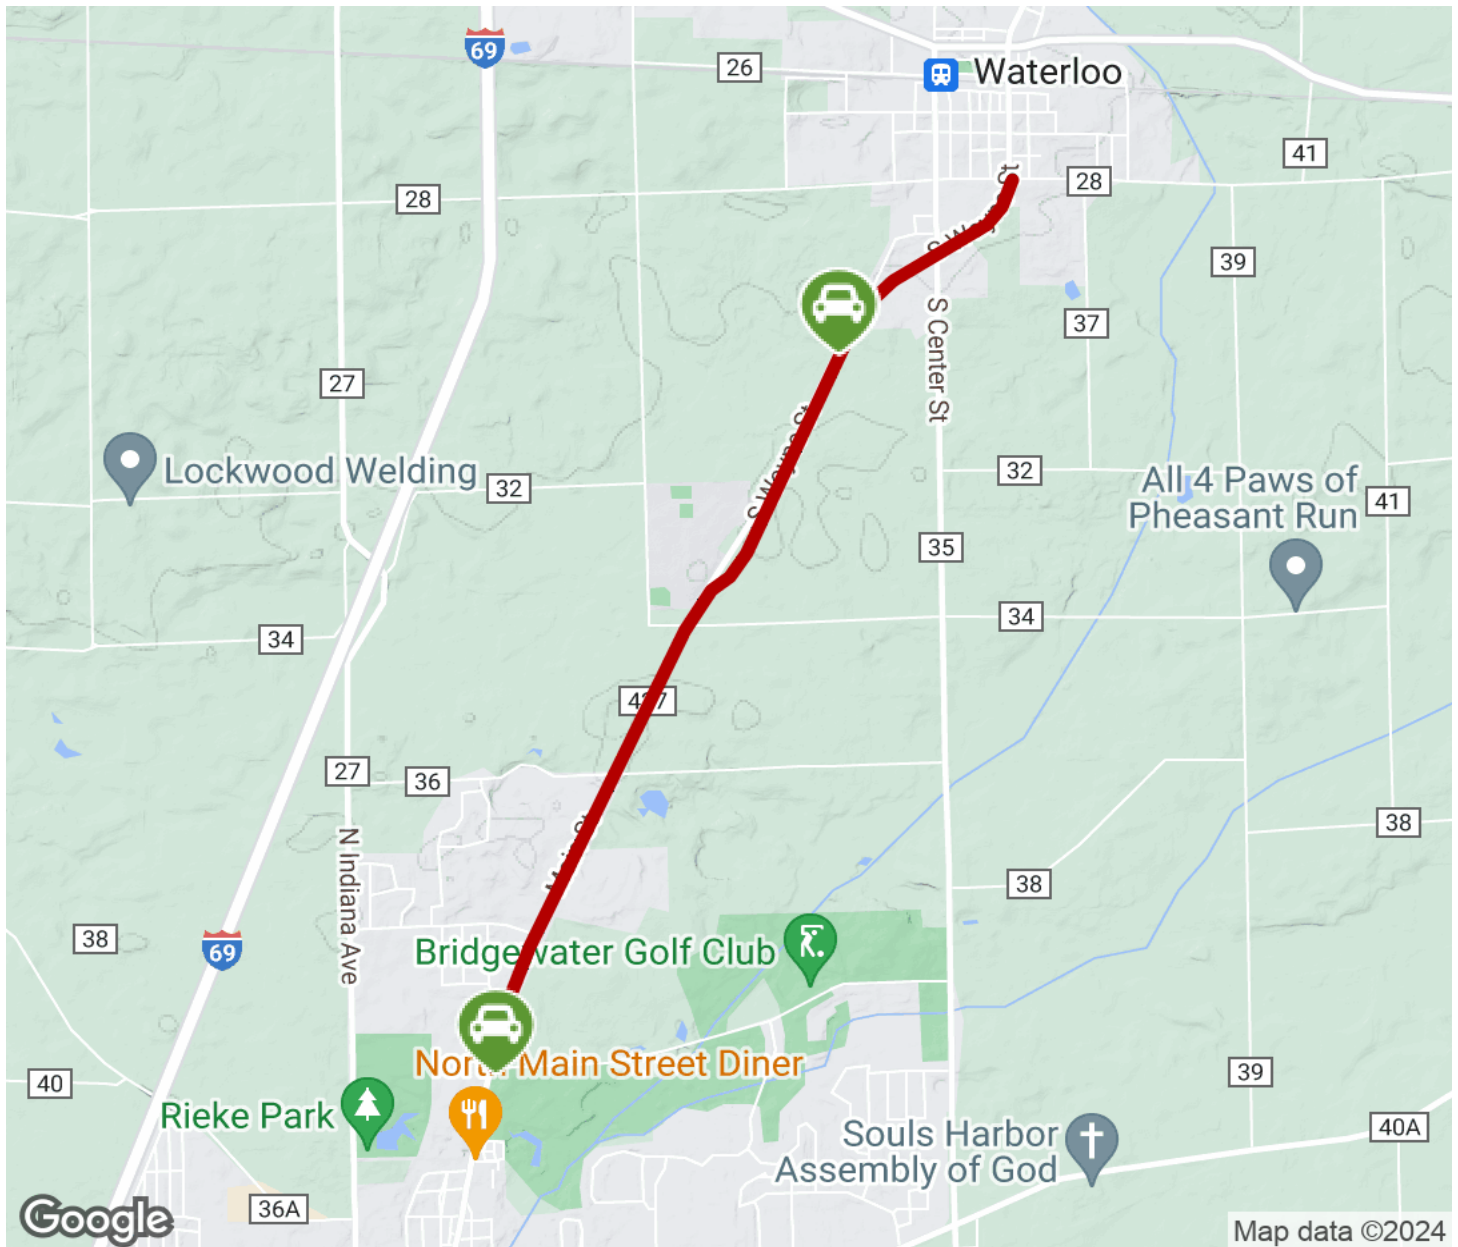 69
26
Waterloo
41
28
28
39
S Center St
37
27
Lockwood Welding
32
32
All 4 Paws of
Pheasant Run
41
35
34
34
27
36
38
N Indiana Ave
38
38
69
Bridgewater Golf Club
North Main Street Diner
40
39
Rieke Park
40A
Souls Harbor
Assembly of God
36A
Google
Map data ©2024